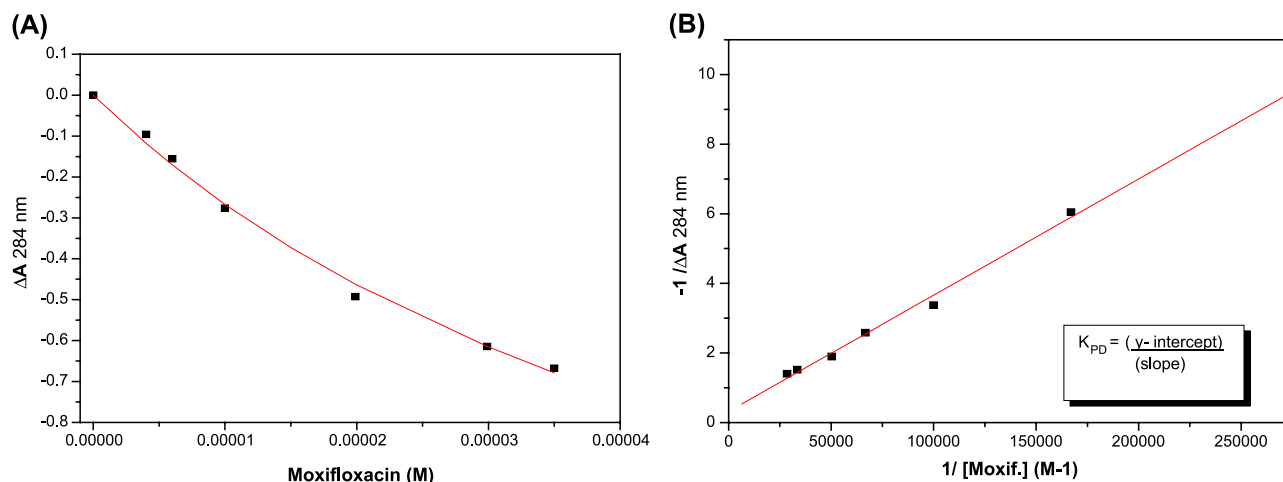 (A)
0.1
0.0
-0.1
-0.2
-0.3
-0.4
-0.5
-0.6
-0.7
-0.8
ΔA 284 nm
0.00000 0.00001 0.00002 0.00003 0.00004
Moxifloxacin (M)
(B)
10
8
6
4
2
0
-1 /ΔA 284 nm
0 50000 100000 150000 200000 250000
1/ [Moxif.] (M-1)
K PD = (y- intercept)
(slope)